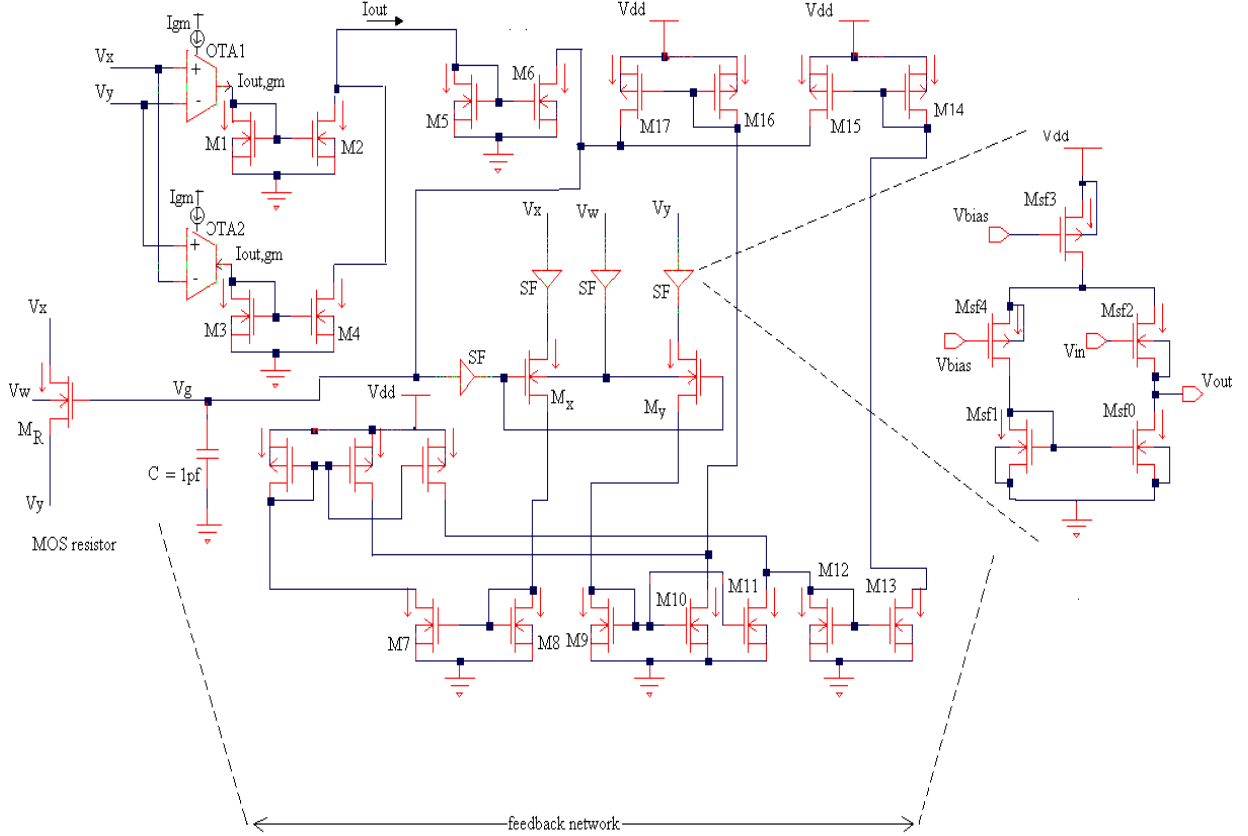 Iout
Vdd
Vdd
Igm
OTA1
Vx
Vy
+
-
Iout,gm
M1
M2
M5
M6
M17
M16
M15
M14
Igm
OTA2
+
-
Iout,gm
M3
M4
Vx
Vw
Vy
SF
SF
SF
Vdd
Msf3
Vbias
Msf4
Msf2
Vbias
Vin
Vout
Msf1
Msf0
Vx
Vw
MR
Vy
MOS resistor
Vg
C = 1pf
SF
Vdd
Mx
My
M7
M8
M9
M10
M11
M12
M13
feedback network